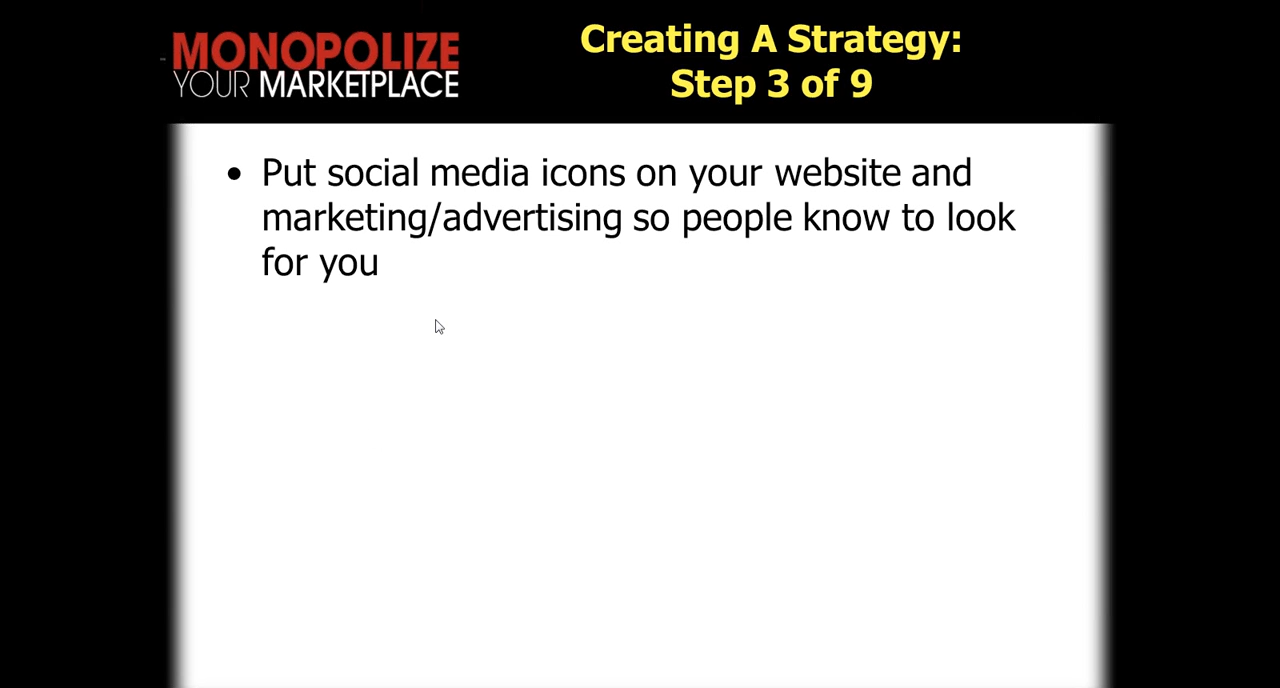 MONOPOLIZE
YOUR MARKETPLACE
Creating A Strategy:
Step 3 of 9
• Put social media icons on your website and
marketing/advertising so people know to look
for you